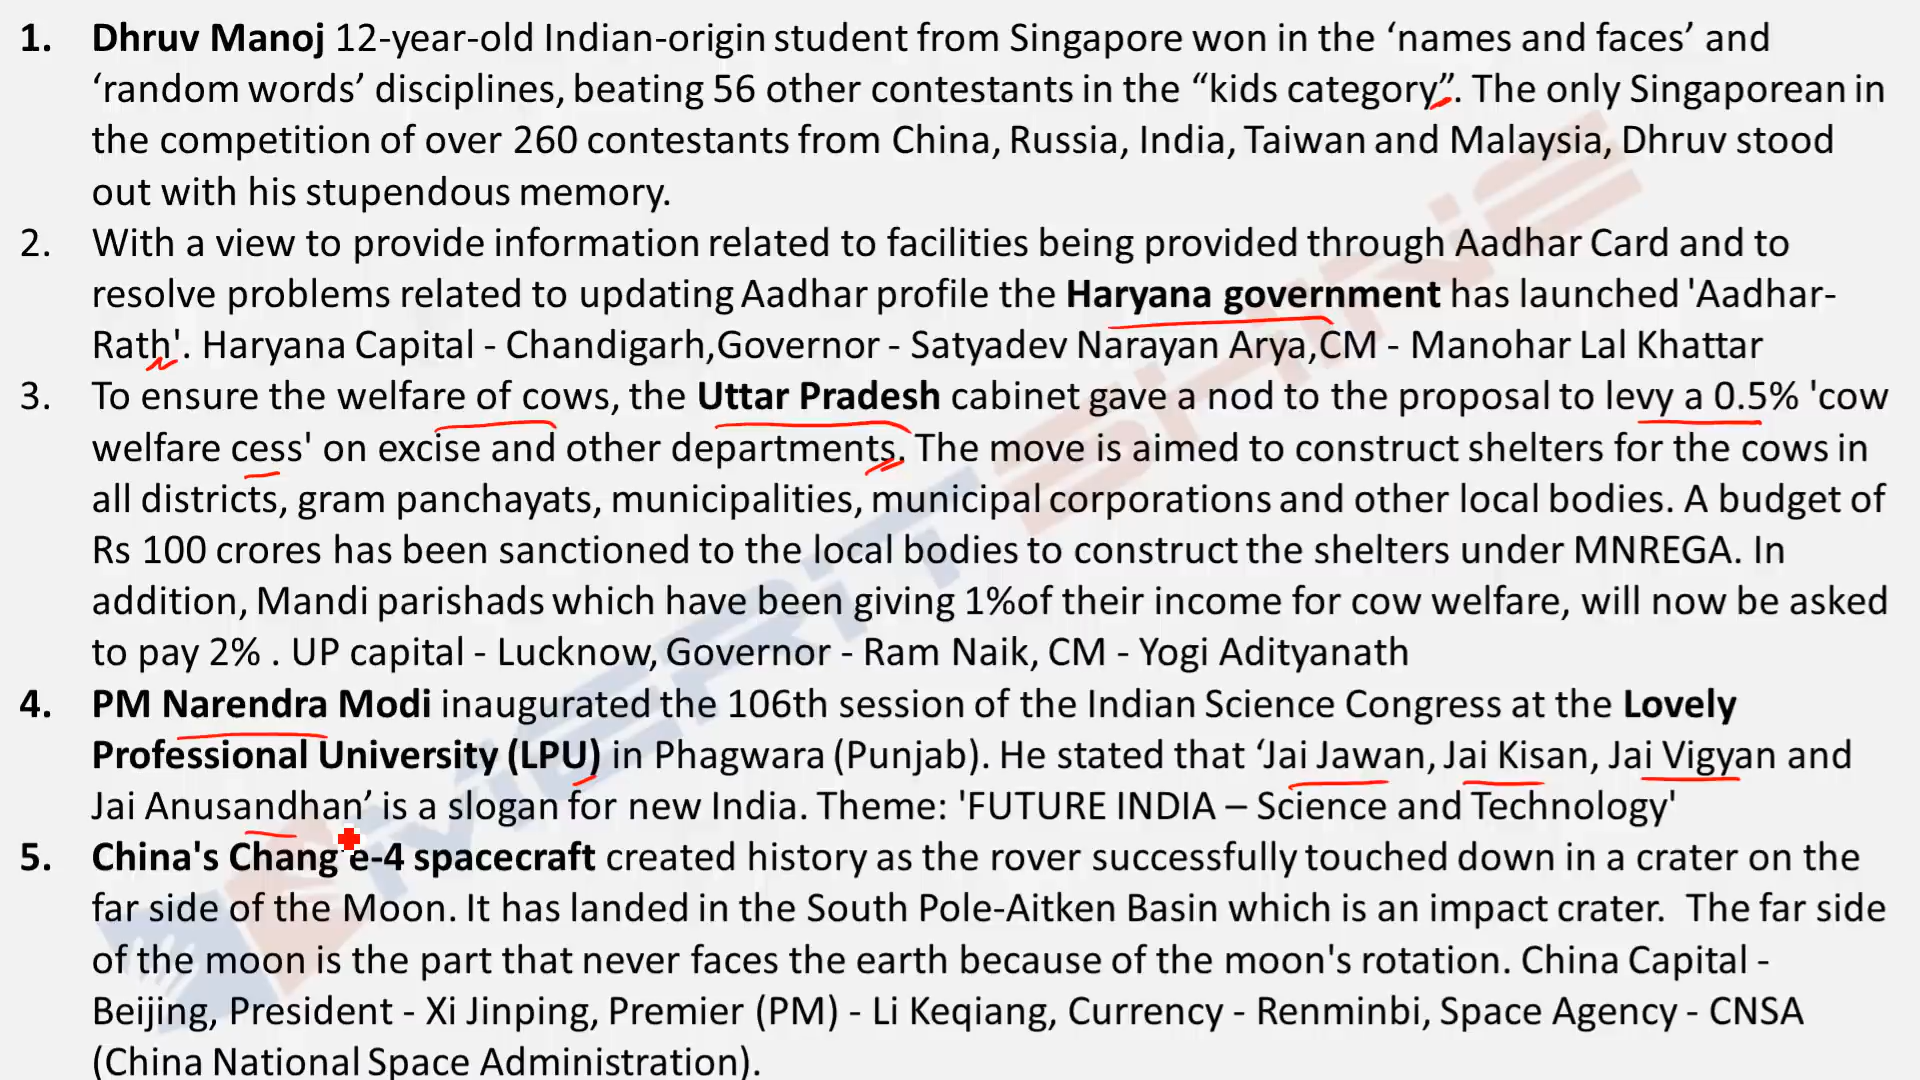 1. Dhruv Manoj 12-year-old Indian-origin student from Singapore won in the ‘names and faces’ and
‘random words’ disciplines, beating 56 other contestants in the “kids category”. The only Singaporean in
the competition of over 260 contestants from China, Russia, India, Taiwan and Malaysia, Dhruv stood
out with his stupendous memory.
2. With a view to provide information related to facilities being provided through Aadhar Card and to
resolve problems related to updating Aadhar profile the Haryana government has launched 'Aadhar-
Rath'. Haryana Capital - Chandigarh,Governor - Satyadev Narayan Arya,CM - Manohar Lal Khattar
3. To ensure the welfare of cows, the Uttar Pradesh cabinet gave a nod to the proposal to levy a 0.5% 'cow
welfare cess' on excise and other departments. The move is aimed to construct shelters for the cows in
all districts, gram panchayats, municipalities, municipal corporations and other local bodies. A budget of
Rs 100 crores has been sanctioned to the local bodies to construct the shelters under MNREGA. In
addition, Mandi parishads which have been giving 1%of their income for cow welfare, will now be asked
to pay 2% . UP capital - Lucknow, Governor - Ram Naik, CM - Yogi Adityanath
4. PM Narendra Modi inaugurated the 106th session of the Indian Science Congress at the Lovely
Professional University (LPU) in Phagwara (Punjab). He stated that ‘Jai Jawan, Jai Kisan, Jai Vigyan and
Jai Anusandhan’ is a slogan for new India. Theme: 'FUTURE INDIA – Science and Technology'
5. China's Chang'e-4 spacecraft created history as the rover successfully touched down in a crater on the
far side of the Moon. It has landed in the South Pole-Aitken Basin which is an impact crater. The far side
of the moon is the part that never faces the earth because of the moon's rotation. China Capital -
Beijing, President - Xi Jinping, Premier (PM) - Li Keqiang, Currency - Renminbi, Space Agency - CNSA
(China National Space Administration).
MERIT SHINE